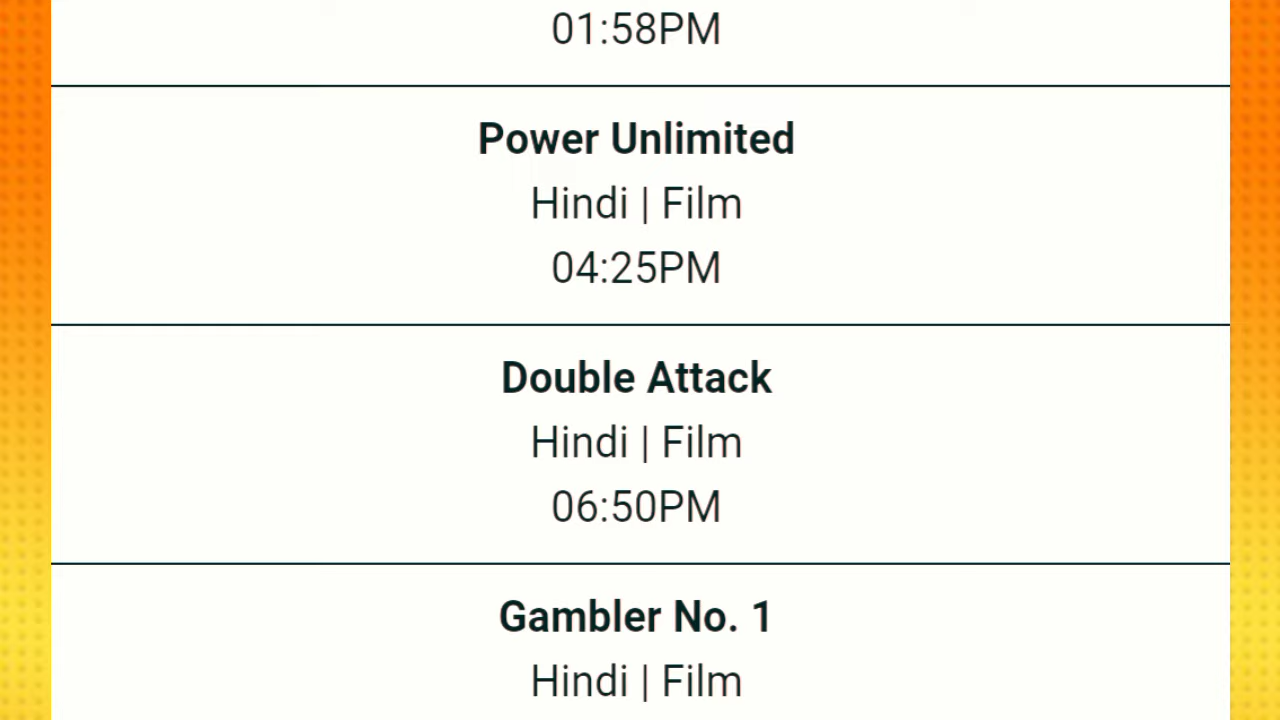 01:58PM
Power Unlimited
Hindi | Film
04:25PM
Double Attack
Hindi | Film
06:50PM
Gambler No. 1
Hindi | Film